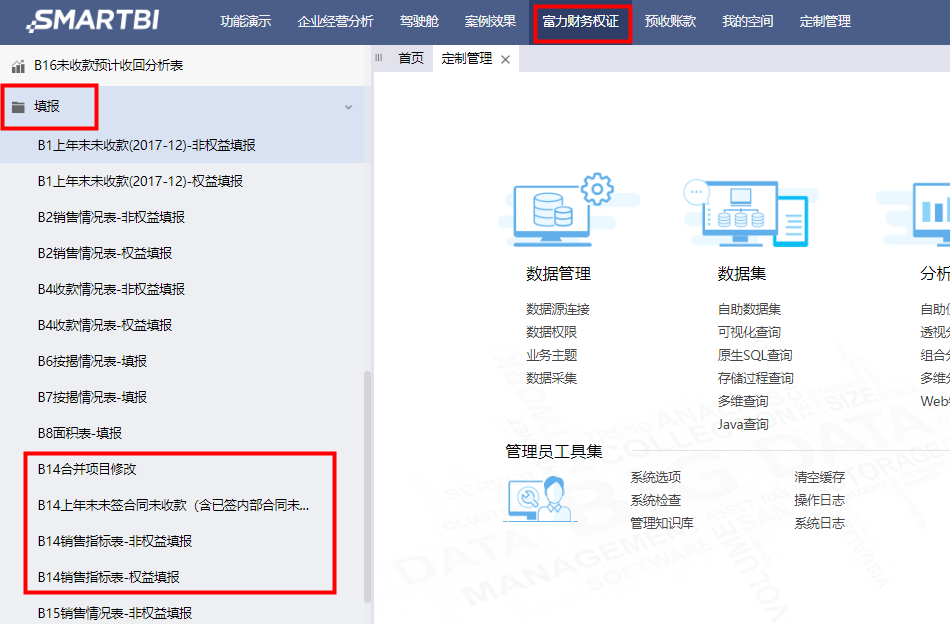 SMARTBI 功能演示 企业经营分析 驾驶舱 案例效果 富力财务权证 预收账款 我的空间 定制管理
B16未收款预计收回分析表
填报
B1上年末未收款(2017-12)-非权益填报
B1上年末未收款(2017-12)-权益填报
B2销售情况表-非权益填报
B2销售情况表-权益填报
B4收款情况表-非权益填报
B4收款情况表-权益填报
B6按揭情况表-填报
B7按揭情况表-填报
B8面积表-填报
B14合并项目修改
B14上年末未签合同未收款（含已签内部合同未...
B14销售指标表-非权益填报
B14销售指标表-权益填报
B15销售情况表-非权益填报
首页 定制管理
数据管理
数据源连接
数据权限
业务主题
数据采集
数据集
自助数据集
可视化查询
原生SQL查询
存储过程查询
多维查询
Java查询
分析
自助
透视
组合分
多维分
Web
管理员工具集
系统选项 清空缓存
系统检查 操作日志
管理知识库 系统日志
DATA
BIG DATA
MANAGEMENT
SOFTWARE
VOLUME
COLLECTION
SIZE
STORAGE